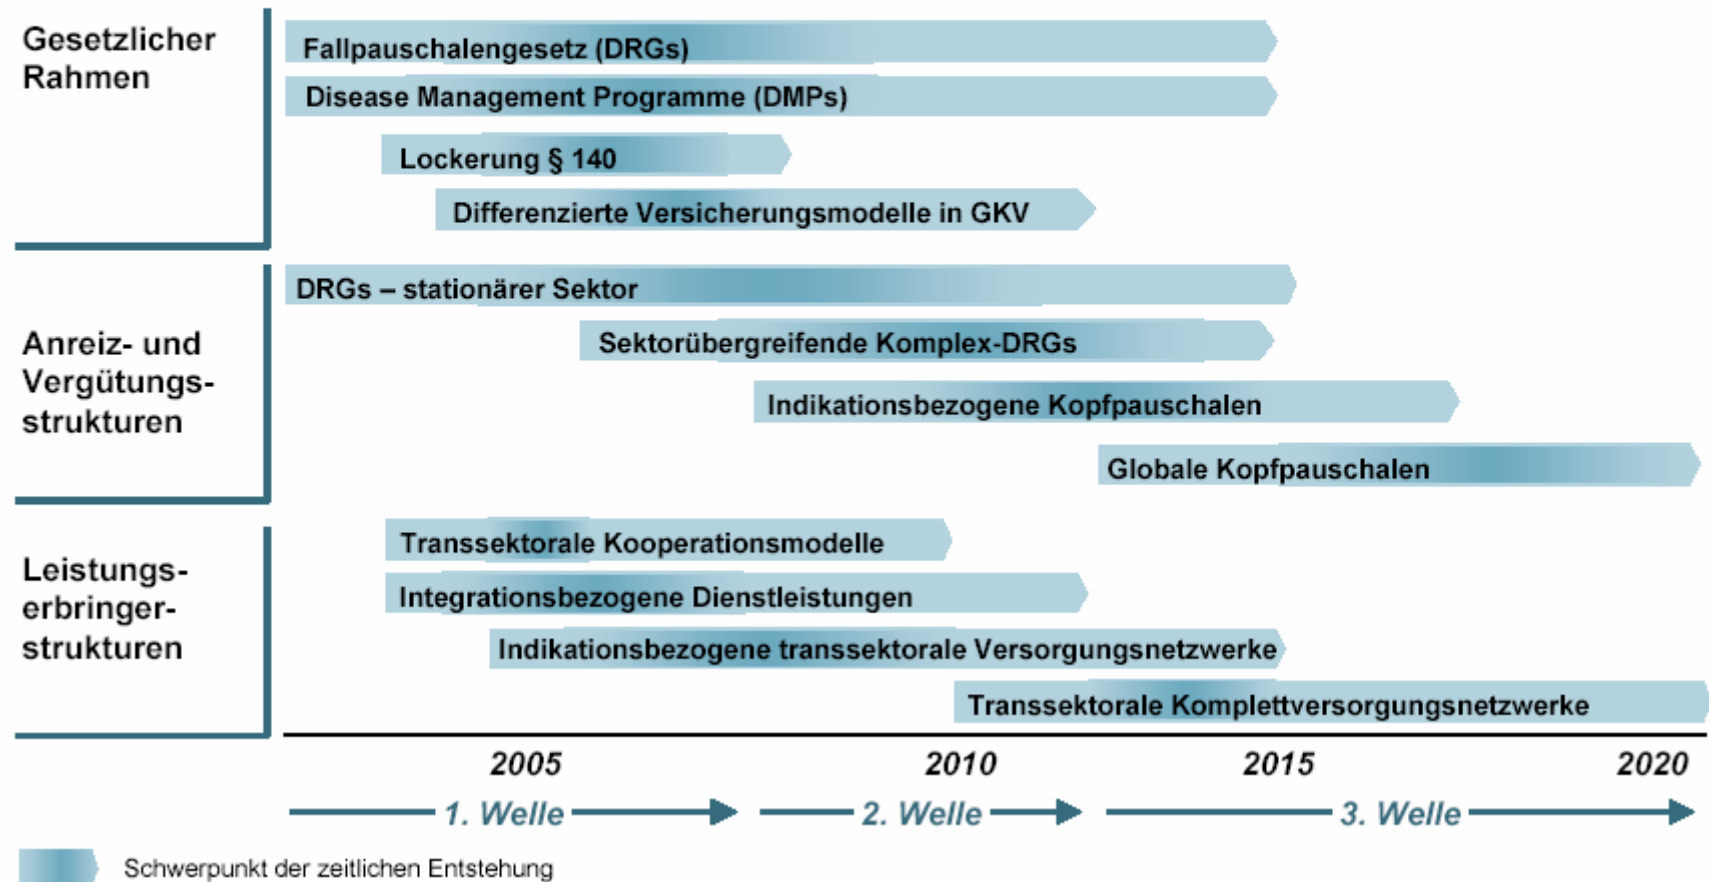 Gesetzlicher
Rahmen
Fallpauschalengesetz (DRGs)
Disease Management Programme (DMPs)
Lockerung § 140
Differenzierte Versicherungsmodelle in GKV
Anreiz- und
Vergütungs-
strukturen
DRGs – stationärer Sektor
Sektorübergreifende Komplex-DRGs
Indikationsbezogene Kopfpauschalen
Globale Kopfpauschalen
Leistungs-
erbringer-
strukturen
Transsektorale Kooperationsmodelle
Integrationsbezogene Dienstleistungen
Indikationsbezogene transsektorale Versorgungsnetzwerke
Transsektorale Komplettversorgungsnetzwerke
2005 2010 2015 2020
1. Welle 2. Welle 3. Welle
Schwerpunkt der zeitlichen Entstehung